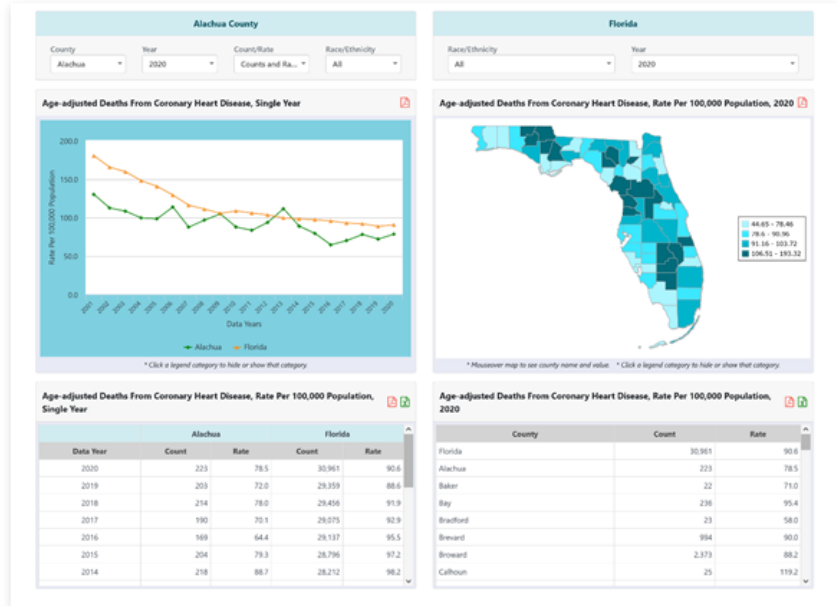 Alachua County
County
Year
Count/Rate
Race/Ethnicity
Alachua
2020
Counts and Ra...
All
Florida
Race/Ethnicity
Year
All
2020
Age-adjusted Deaths From Coronary Heart Disease, Single Year
200.0
150.0
100.0
50.0
0.0
Rate Per 100,000 Population
2001 2002 2003 2004 2005 2006 2007 2008 2009 2010 2011 2012 2013 2014 2015 2016 2017 2018 2019 2020
Data Years
Alachua Florida
* Click a legend category to hide or show that category.
Age-adjusted Deaths From Coronary Heart Disease, Rate Per 100,000 Population, 2020
44.65 - 78.46
78.6 - 90.96
91.16 - 103.72
106.51 - 193.32
* Mouseover map to see county name and value. * Click a legend category to hide or show that category.
Age-adjusted Deaths From Coronary Heart Disease, Rate Per 100,000 Population,
Single Year
Alachua Florida
Data Year Count Rate Count Rate
2020 223 78.5 30,961 90.6
2019 203 72.0 29,359 88.6
2018 214 78.0 29,456 91.9
2017 190 70.1 29,075 92.9
2016 169 64.4 29,137 95.5
2015 204 79.3 28,796 97.2
2014 218 88.7 28,212 98.2
Age-adjusted Deaths From Coronary Heart Disease, Rate Per 100,000 Population,
2020
County Count Rate
Florida 30,961 90.6
Alachua 223 78.5
Baker 22 71.0
Bay 236 95.4
Bradford 23 58.0
Brevard 994 90.0
Broward 2,373 88.2
Calhoun 25 119.2